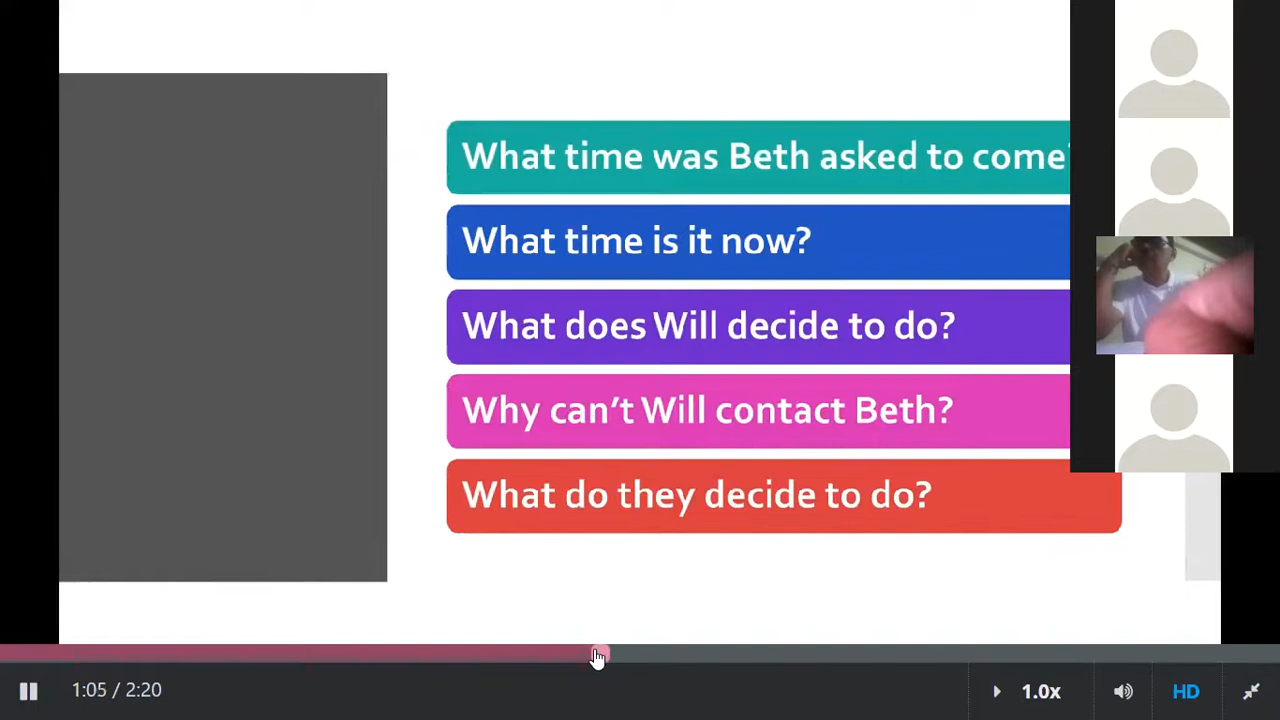 What time was Beth asked to come?
What time is it now?
What does Will decide to do?
Why can't Will contact Beth?
What do they decide to do?
1:05 / 2:20
1.0x
HD